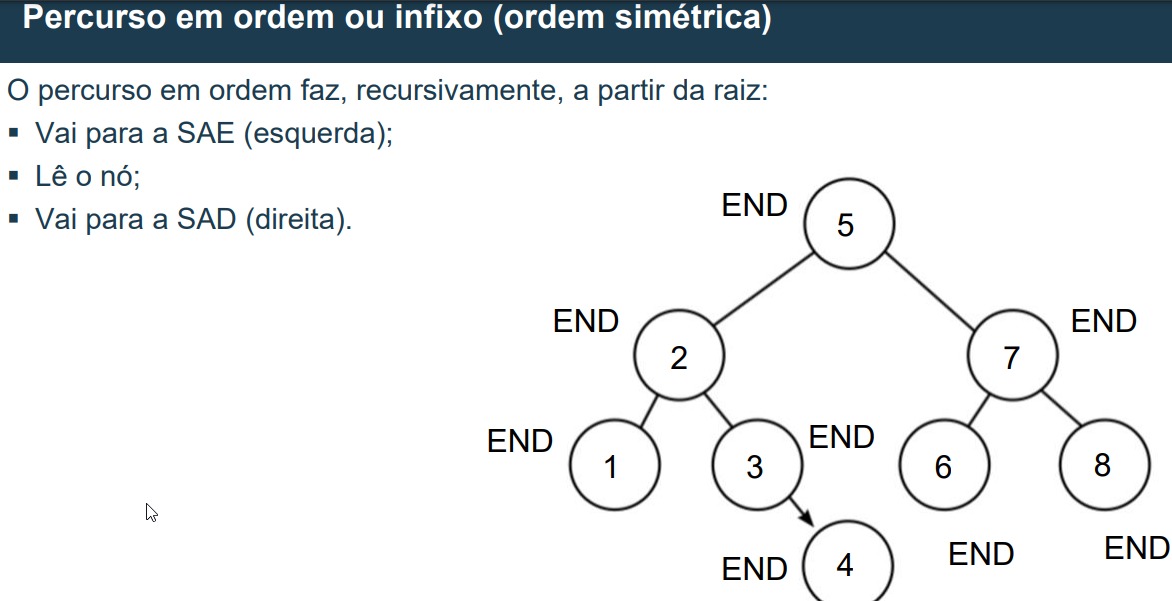 Percurso em ordem ou infixo (ordem simétrica)
O percurso em ordem faz, recursivamente, a partir da raiz:
▪ Vai para a SAE (esquerda);
▪ Lê o nó;
▪ Vai para a SAD (direita).
END 5
END 2 7 END
END 1 3 END 6 8
END 4 END END